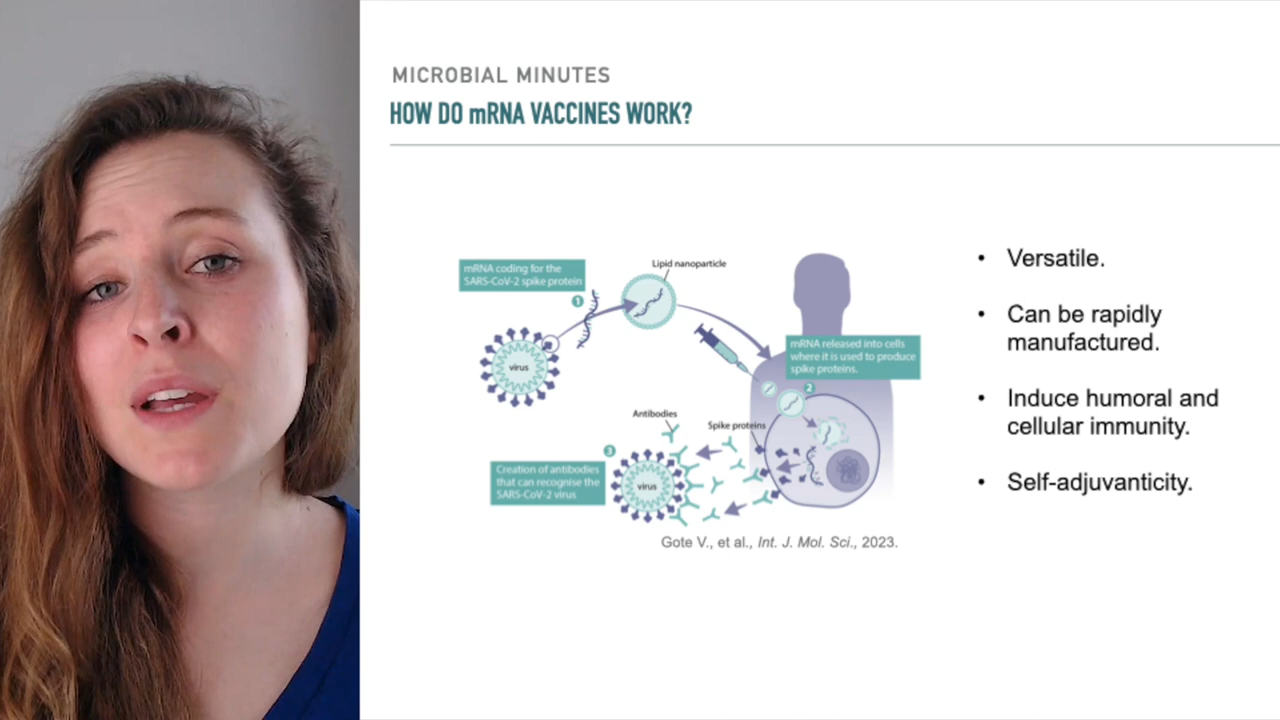 MICROBIAL MINUTES
HOW DO mRNA VACCINES WORK?
mRNA coding for the
SARS-CoV-2 spike protein
1
Lipid nanoparticle
virus
mRNA released into cells
where it is used to produce
spike proteins.
2
Antibodies
Spike proteins
3
Creation of antibodies
that can recognise the
SARS-CoV-2 virus
virus
Gote V., et al., Int. J. Mol. Sci., 2023.
• Versatile.
• Can be rapidly
manufactured.
• Induce humoral and
cellular immunity.
• Self-adjuvanticity.